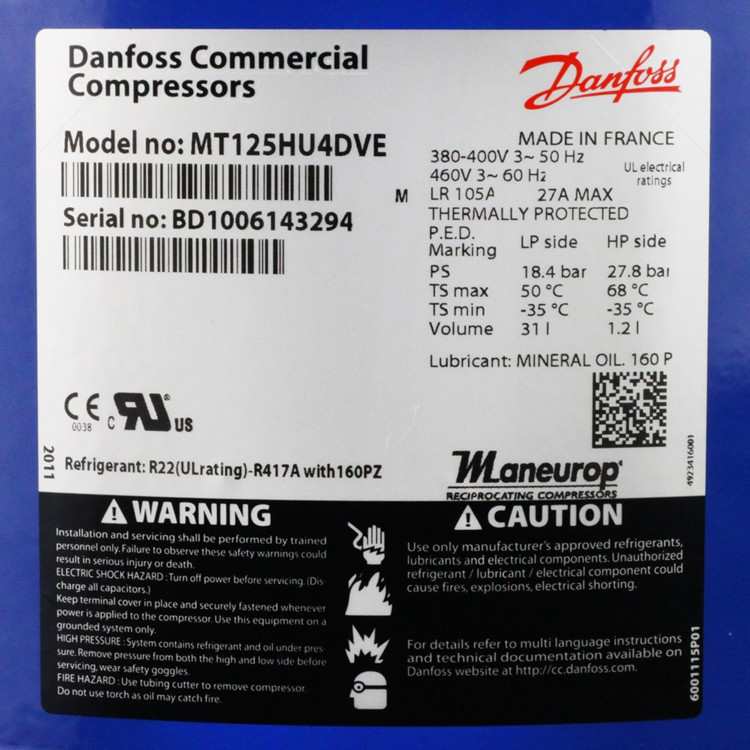 Danfoss Commercial
Compressors
Danfoss
Model no: MT125HU4DVE
Serial no: BD1006143294
MADE IN FRANCE
380-400V 3~ 50 Hz
460V 3~ 60 Hz
UL electrical
ratings
M
LR 105A 27A MAX
THERMALLY PROTECTED
P.E.D.
Marking LP side HP side
PS 18.4 bar 27.8 bar
TS max 50 °C 68 °C
TS min -35 °C -35 °C
Volume 31 l 1.2 l
Lubricant: MINERAL OIL. 160 P
CE
0038
c RU US
2011
Refrigerant: R22(ULrating)-R417A with160PZ
Maneurop
RECIPROCATING COMPRESSORS
4923416001
WARNING
Installation and servicing shall be performed by trained
personnel only. Failure to observe these safety warnings could
result in serious injury or death.
ELECTRIC SHOCK HAZARD : Turn off power before servicing. (Dis-
charge all capacitors.)
Keep terminal cover in place and securely fastened whenever
power is applied to the compressor. Use this equipment on a
grounded system only.
HIGH PRESSURE : System contains refrigerant and oil under pres-
sure. Remove pressure from both the high and low side before
servicing, wear safety goggles.
FIRE HAZARD : Use tubing cutter to remove compressor.
Do not use torch as oil may catch fire.
CAUTION
Use only manufacturer's approved refrigerants,
lubricants and electrical components. Unauthorized
refrigerant / lubricant / electrical component could
cause fires, explosions, electrical shorting.
For details refer to multi language instructions
and technical documentation available on
Danfoss website at http://cc.danfoss.com.
6001115P01